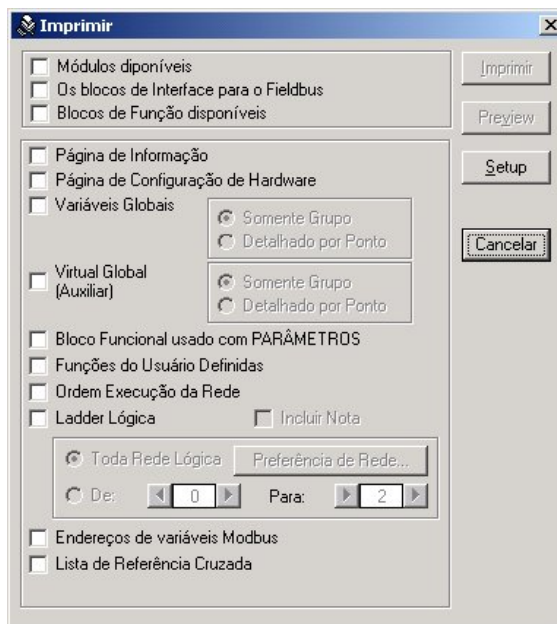 Imprimir
Módulos diponíveis
Os blocos de Interface para o Fieldbus
Blocos de Função disponíveis
Imprimir
Preview
Setup
Cancelar
Página de Informação
Página de Configuração de Hardware
Variáveis Globais
Somente Grupo
Detalhado por Ponto
Virtual Global
(Auxiliar)
Somente Grupo
Detalhado por Ponto
Bloco Funcional usado com PARÂMETROS
Funções do Usuário Definidas
Ordem Execução da Rede
Ladder Lógica Incluir Nota
Toda Rede Lógica Preferência de Rede...
De: 0 Para: 2
Endereços de variáveis Modbus
Lista de Referência Cruzada